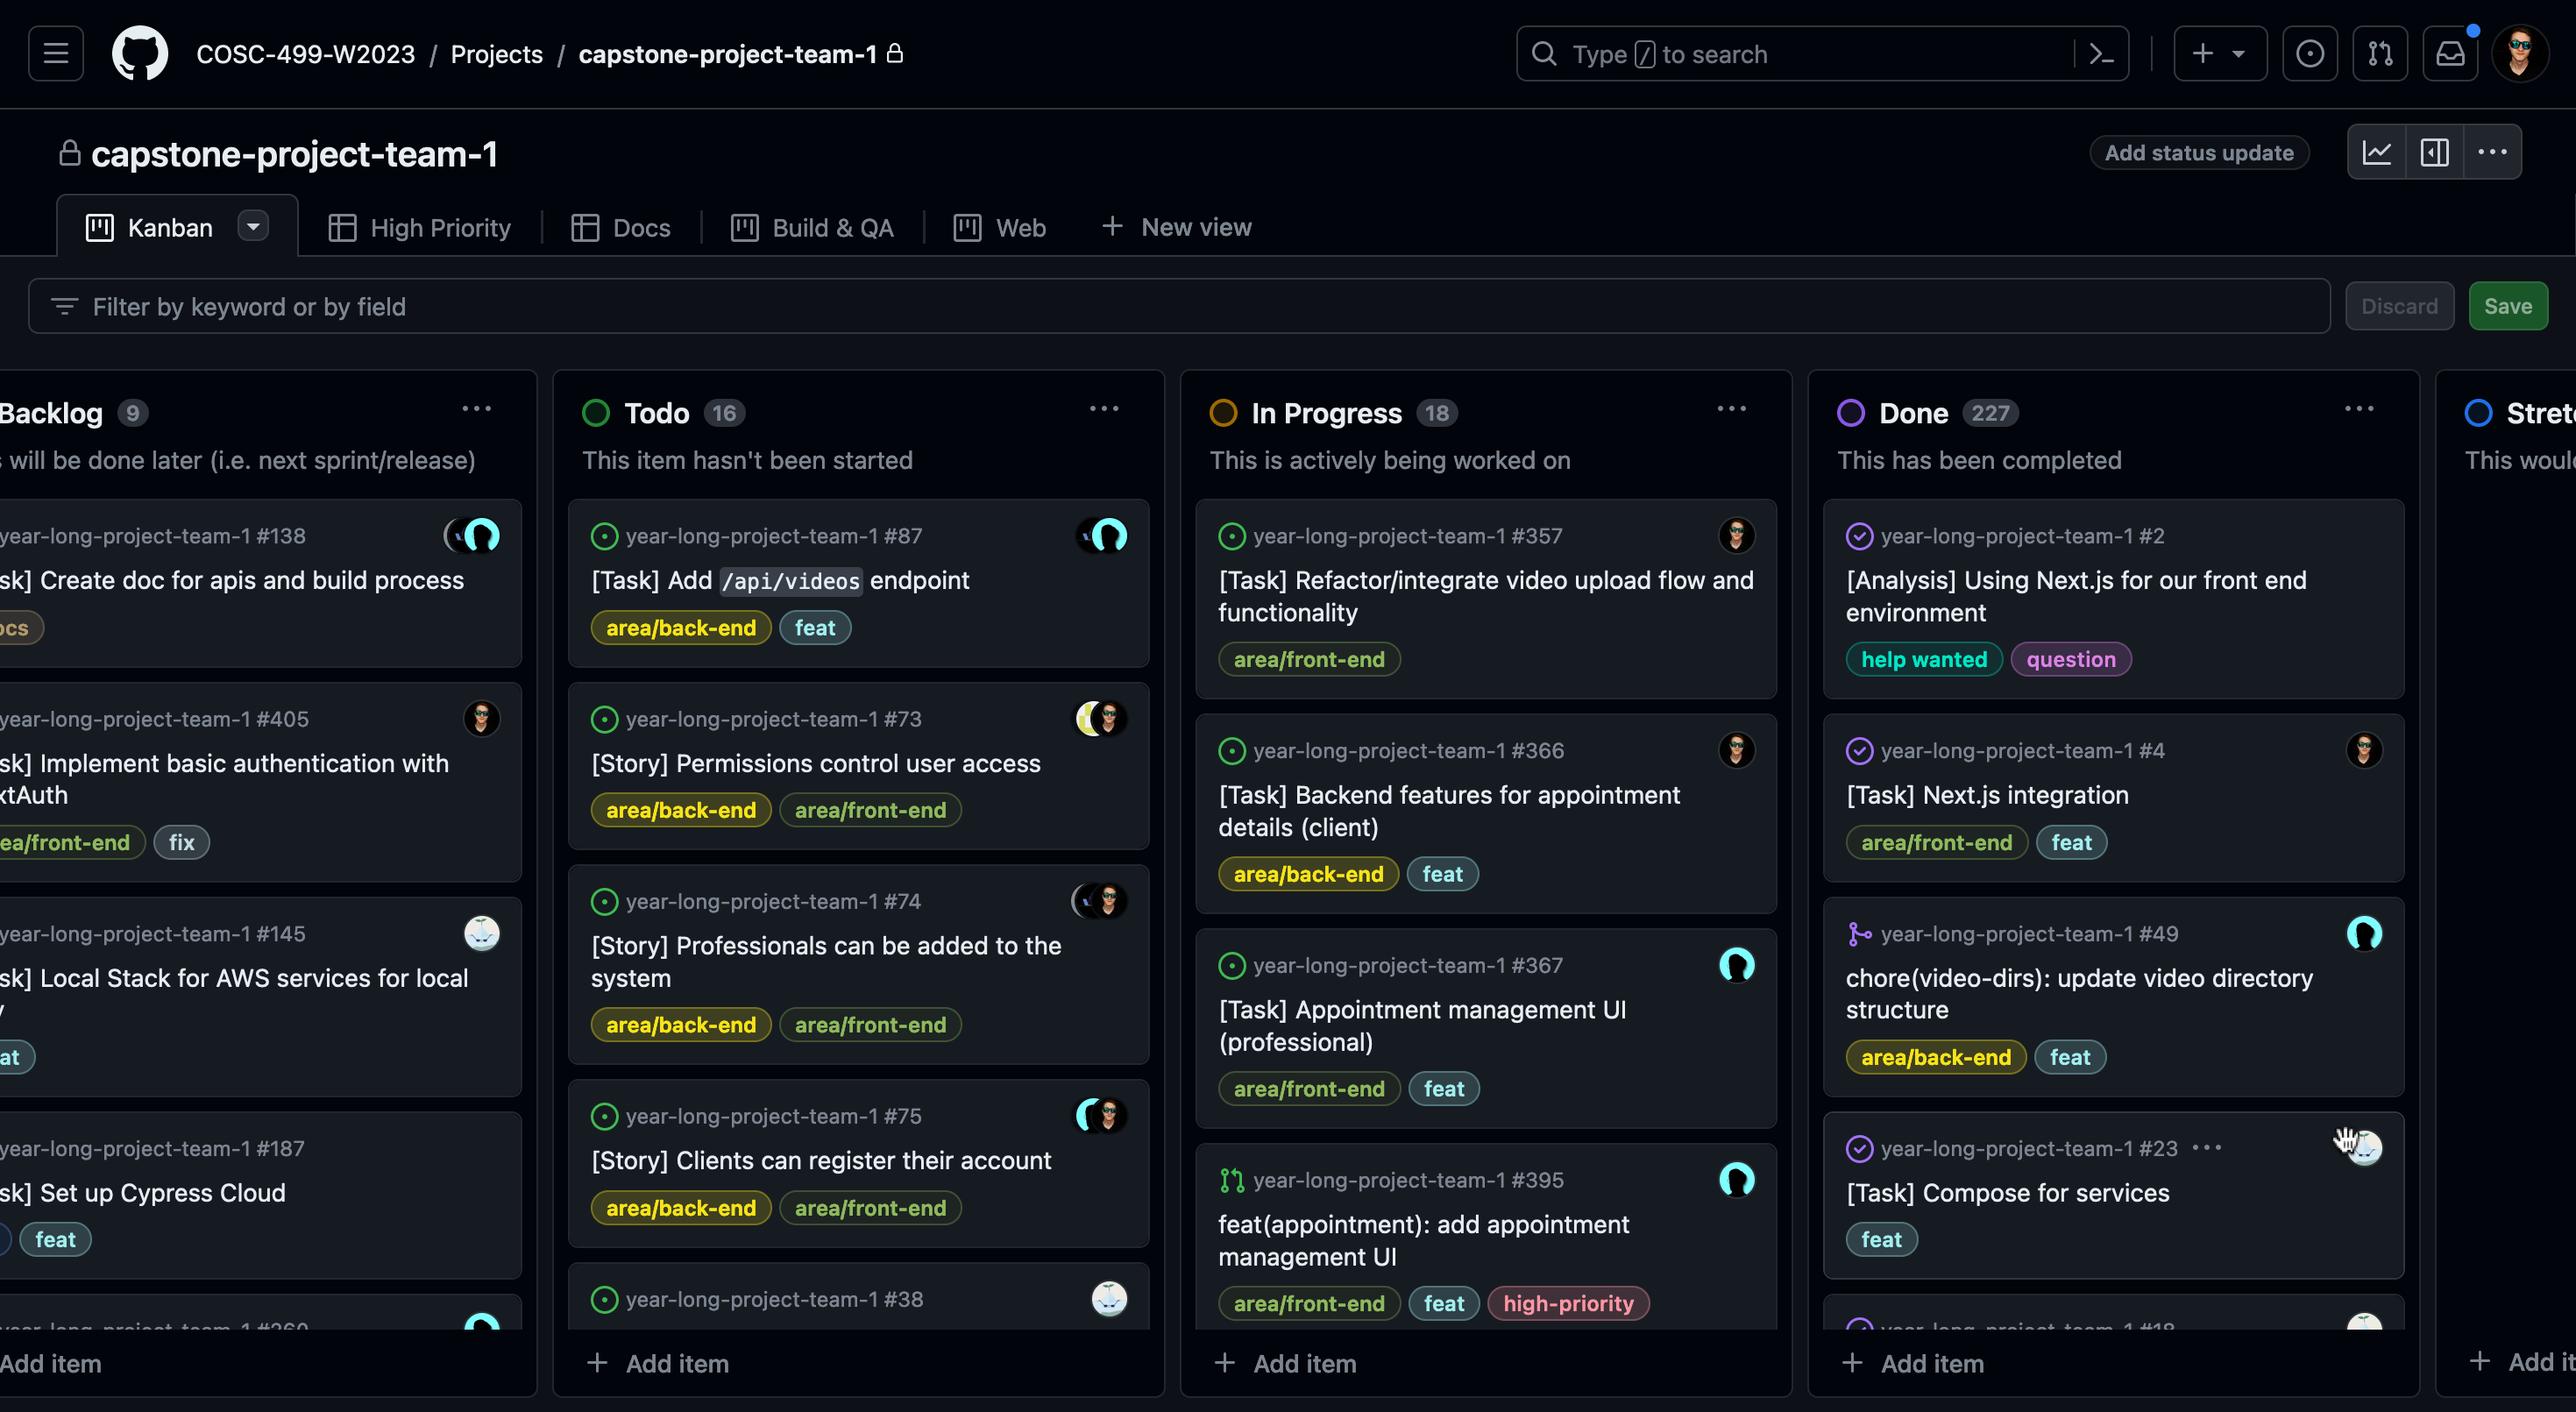 COSC-499-W2023 / Projects / capstone-project-team-1
Type / to search
capstone-project-team-1
Add status update
Kanban
High Priority
Docs
Build & QA
Web
+ New view
Filter by keyword or by field
Discard
Save
Backlog 9
will be done later (i.e. next sprint/release)
year-long-project-team-1 #138
sk] Create doc for apis and build process
ocs
year-long-project-team-1 #405
sk] Implement basic authentication with
xtAuth
ea/front-end
fix
year-long-project-team-1 #145
sk] Local Stack for AWS services for local
at
year-long-project-team-1 #187
sk] Set up Cypress Cloud
feat
Add item
Todo 16
This item hasn't been started
year-long-project-team-1 #87
[Task] Add /api/videos endpoint
area/back-end
feat
year-long-project-team-1 #73
[Story] Permissions control user access
area/back-end
area/front-end
year-long-project-team-1 #74
[Story] Professionals can be added to the
system
area/back-end
area/front-end
year-long-project-team-1 #75
[Story] Clients can register their account
area/back-end
area/front-end
year-long-project-team-1 #38
+ Add item
In Progress 18
This is actively being worked on
year-long-project-team-1 #357
[Task] Refactor/integrate video upload flow and
functionality
area/front-end
year-long-project-team-1 #366
[Task] Backend features for appointment
details (client)
area/back-end
feat
year-long-project-team-1 #367
[Task] Appointment management UI
(professional)
area/front-end
feat
year-long-project-team-1 #395
feat(appointment): add appointment
management UI
area/front-end
feat
high-priority
+ Add item
Done 227
This has been completed
year-long-project-team-1 #2
[Analysis] Using Next.js for our front end
environment
help wanted
question
year-long-project-team-1 #4
[Task] Next.js integration
area/front-end
feat
year-long-project-team-1 #49
chore(video-dirs): update video directory
structure
area/back-end
feat
year-long-project-team-1 #23
[Task] Compose for services
feat
+ Add item
Stret
This woul
+ Add it